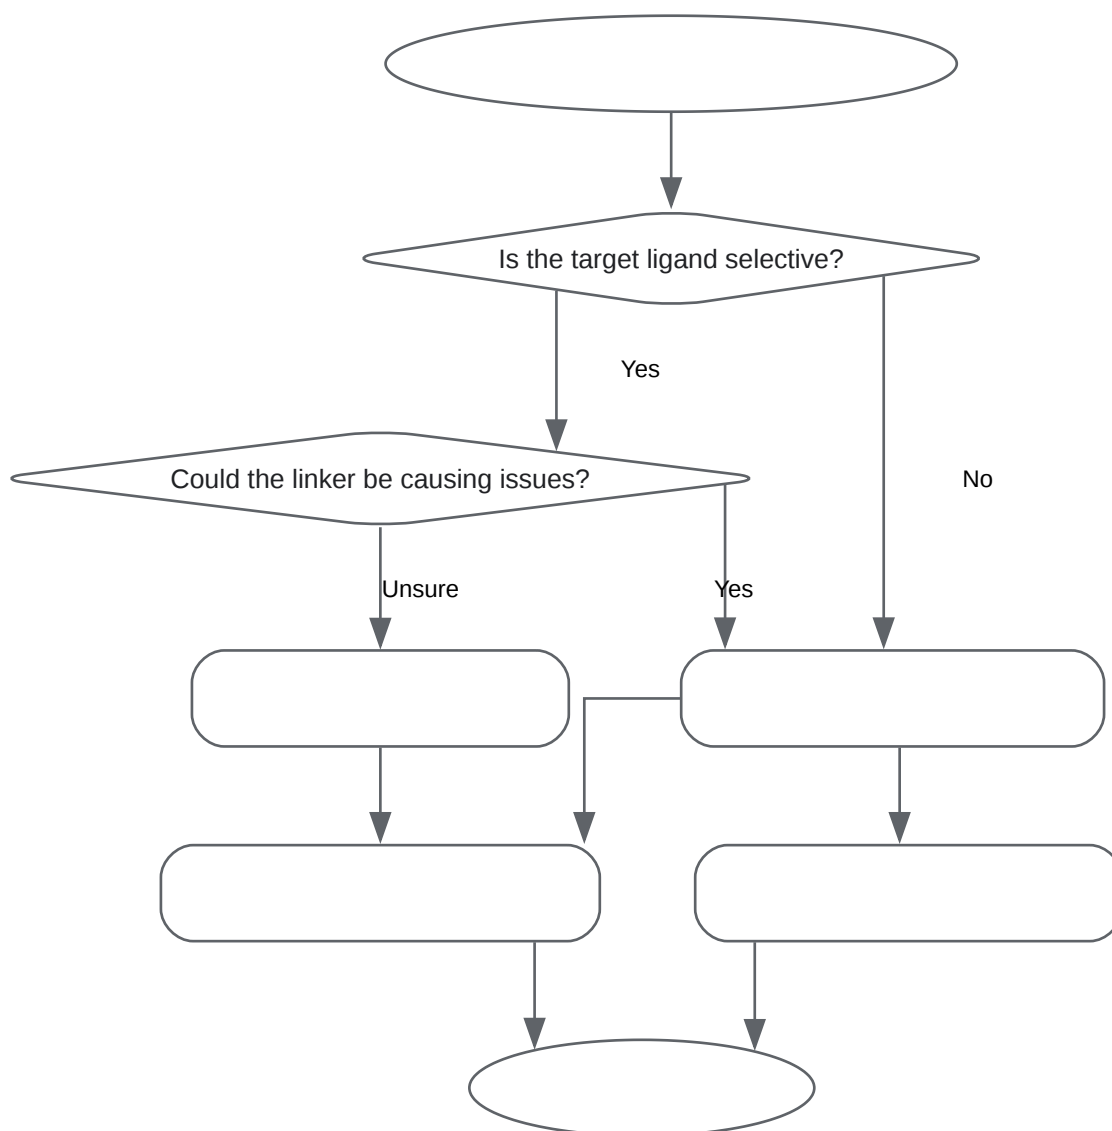 Is the target ligand selective?
Yes
Could the linker be causing issues?
No
Unsure
Yes